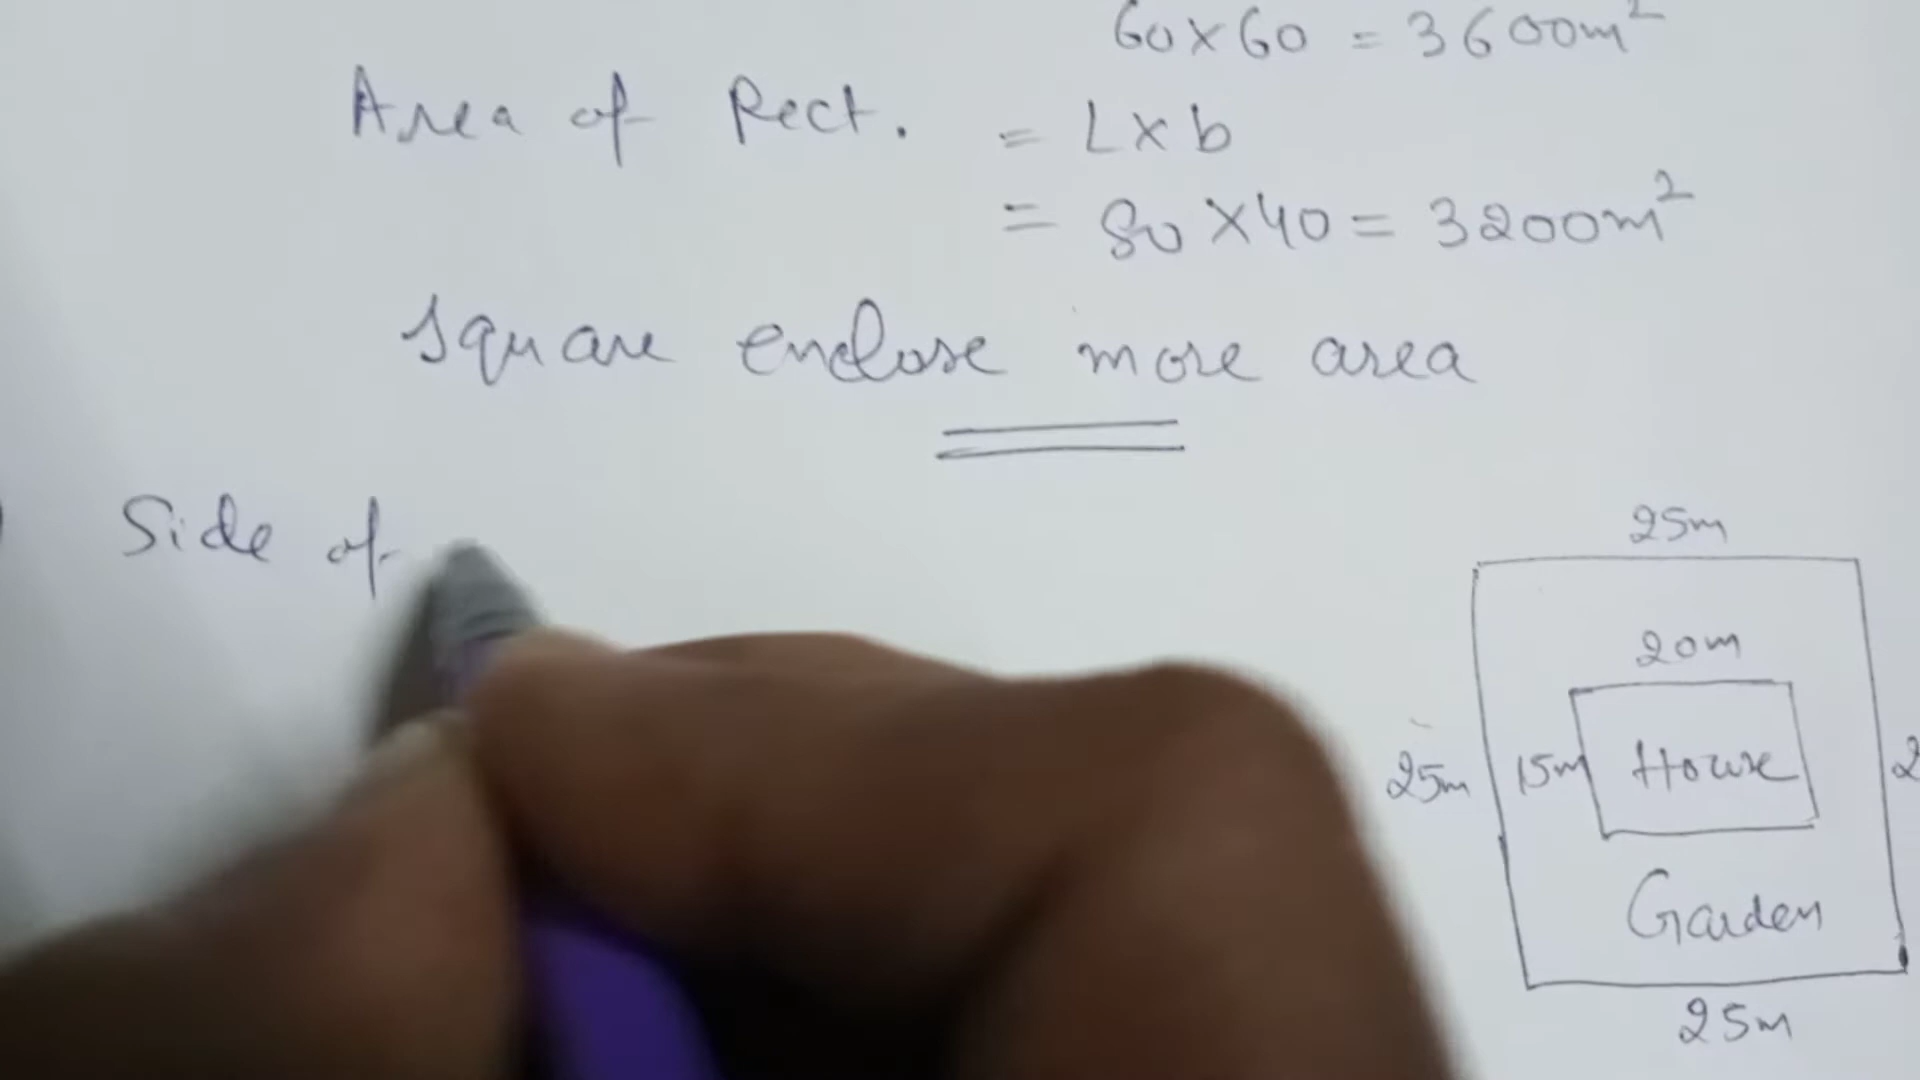 60×60 = 3600m²
Area of Rect. = L×b
= 80×40 = 3200m²
Square enclose more area
Side of
25m
20m
25m 15m House
Garden
25m